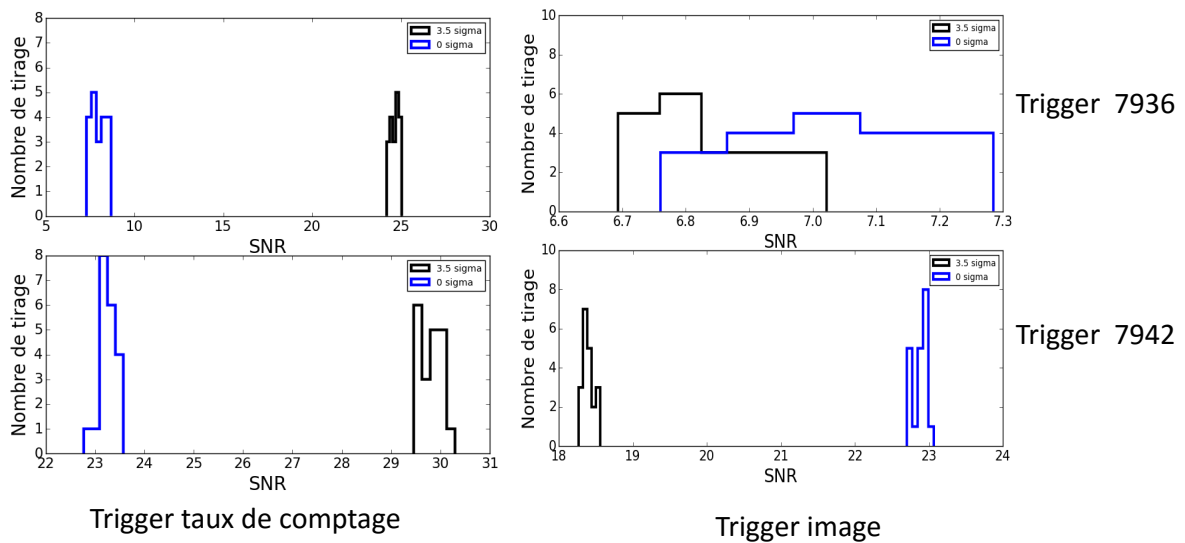 8
7
6
5
4
3
2
1
0
Nombre de tirage
3.5 sigma
0 sigma
5 10 15 20 25 30
SNR
10
8
6
4
2
0
Nombre de tirage
3.5 sigma
0 sigma
6.6 6.7 6.8 6.9 7.0 7.1 7.2 7.3
SNR
Trigger 7936
8
7
6
5
4
3
2
1
0
Nombre de tirage
3.5 sigma
0 sigma
22 23 24 25 26 27 28 29 30 31
SNR
10
8
6
4
2
0
Nombre de tirage
3.5 sigma
0 sigma
18 19 20 21 22 23 24
SNR
Trigger 7942
Trigger taux de comptage
Trigger image